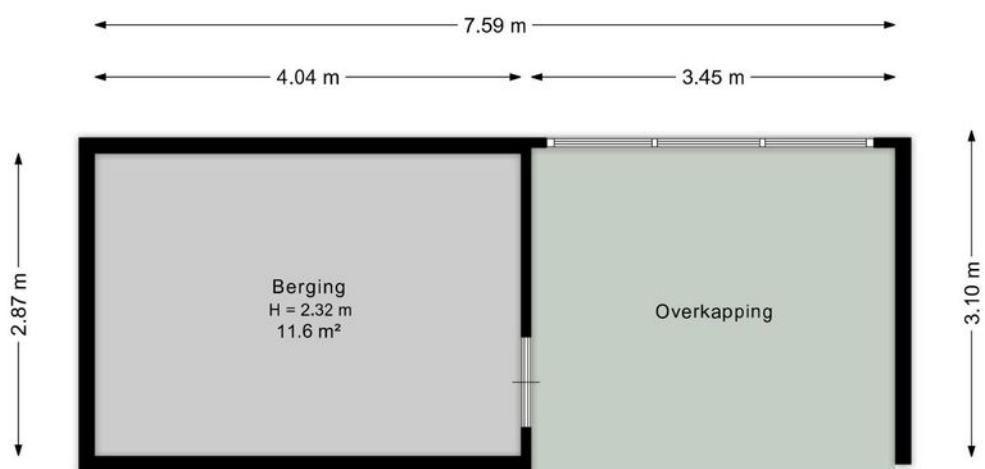 7.59 m
4.04 m
3.45 m
2.87 m
3.10 m
Berging
H = 2.32 m
11.6 m²
Overkapping